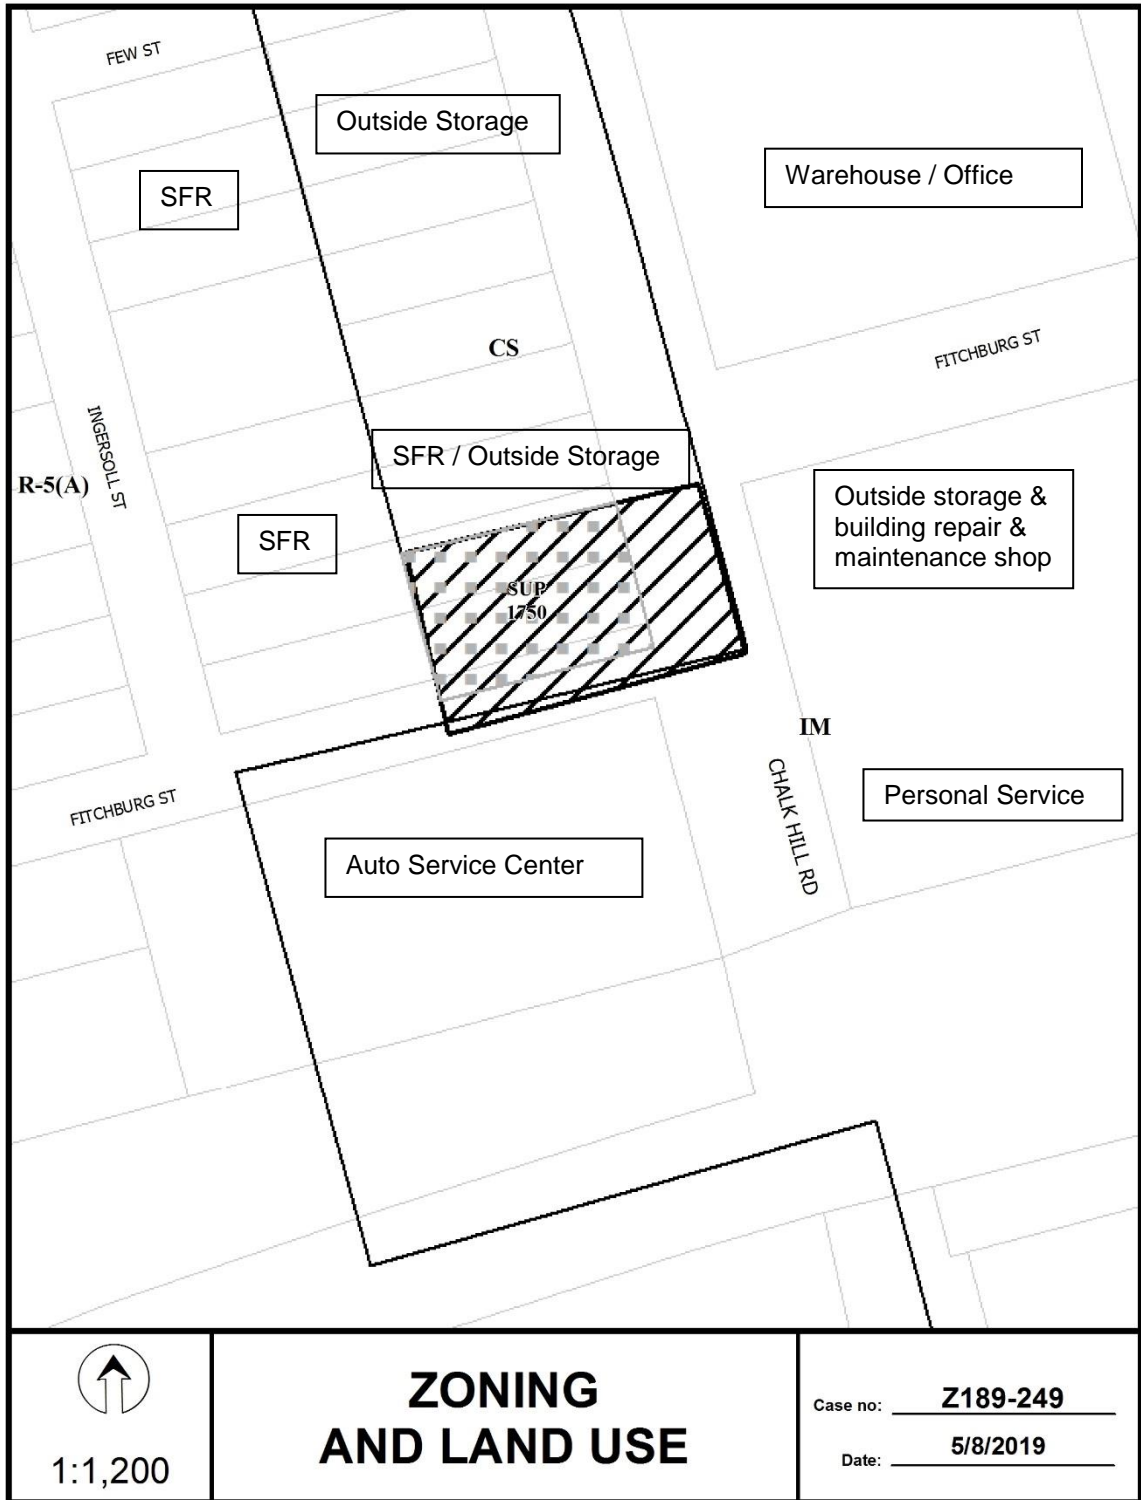 FEW ST
Outside Storage
Warehouse / Office
SFR
CS
FITCHBURG ST
INGERSOLL ST
SFR / Outside Storage
R-5(A)
Outside storage &
building repair &
maintenance shop
SFR
SUP
1750
IM
CHALK HILL RD
Personal Service
FITCHBURG ST
Auto Service Center
1:1,200
ZONING
AND LAND USE
Case no: Z189-249
Date: 5/8/2019